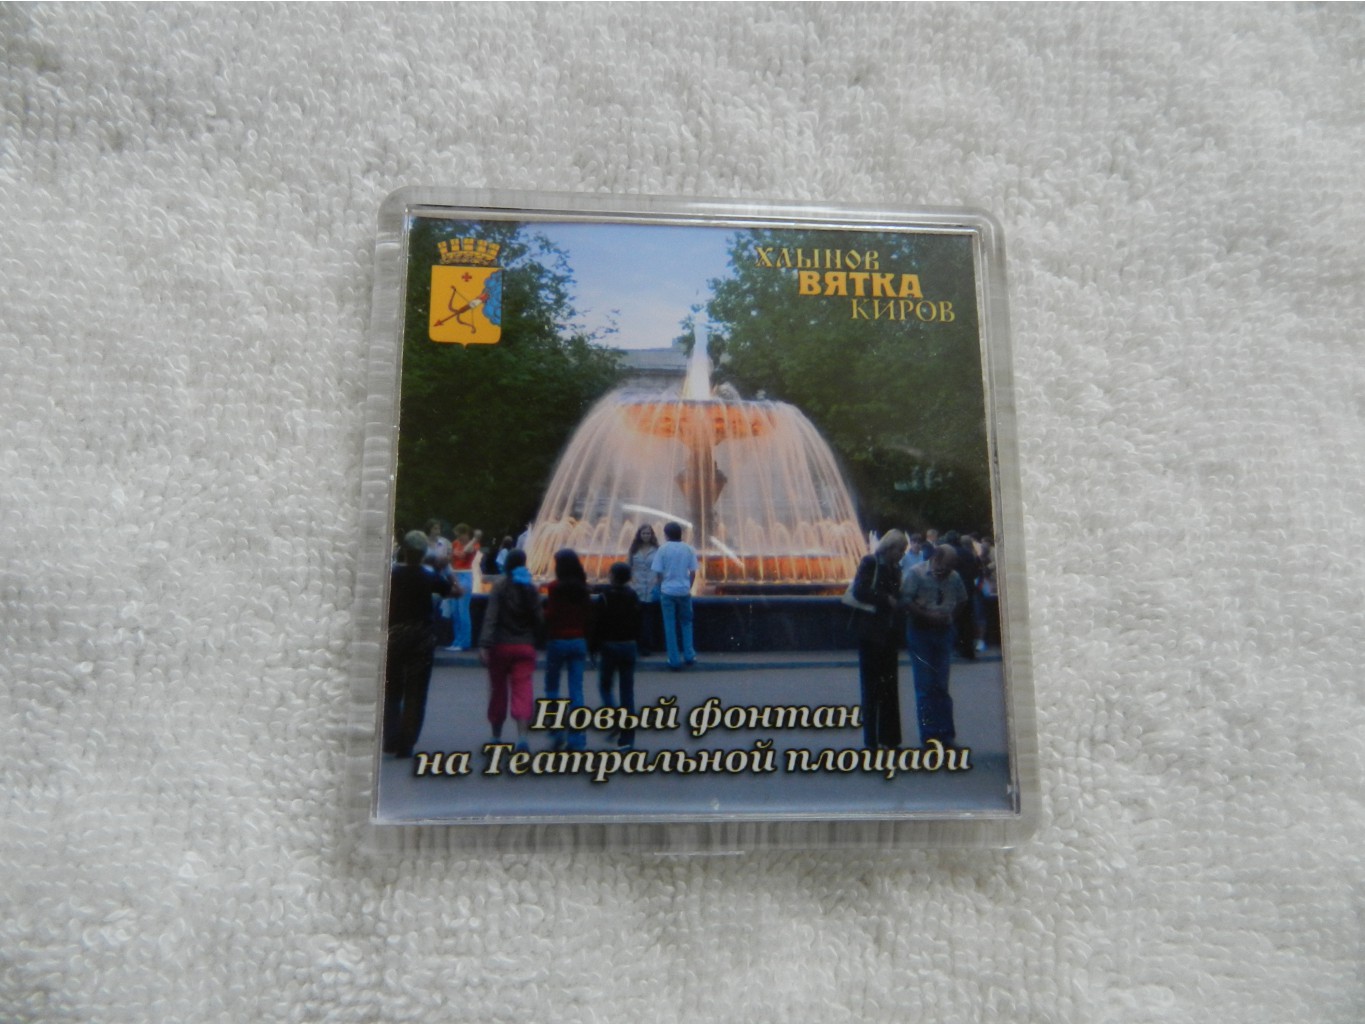 ХЛЫНОВ
ВЯТКА
КИРОВ
Новый фонтан
на Театральной площади